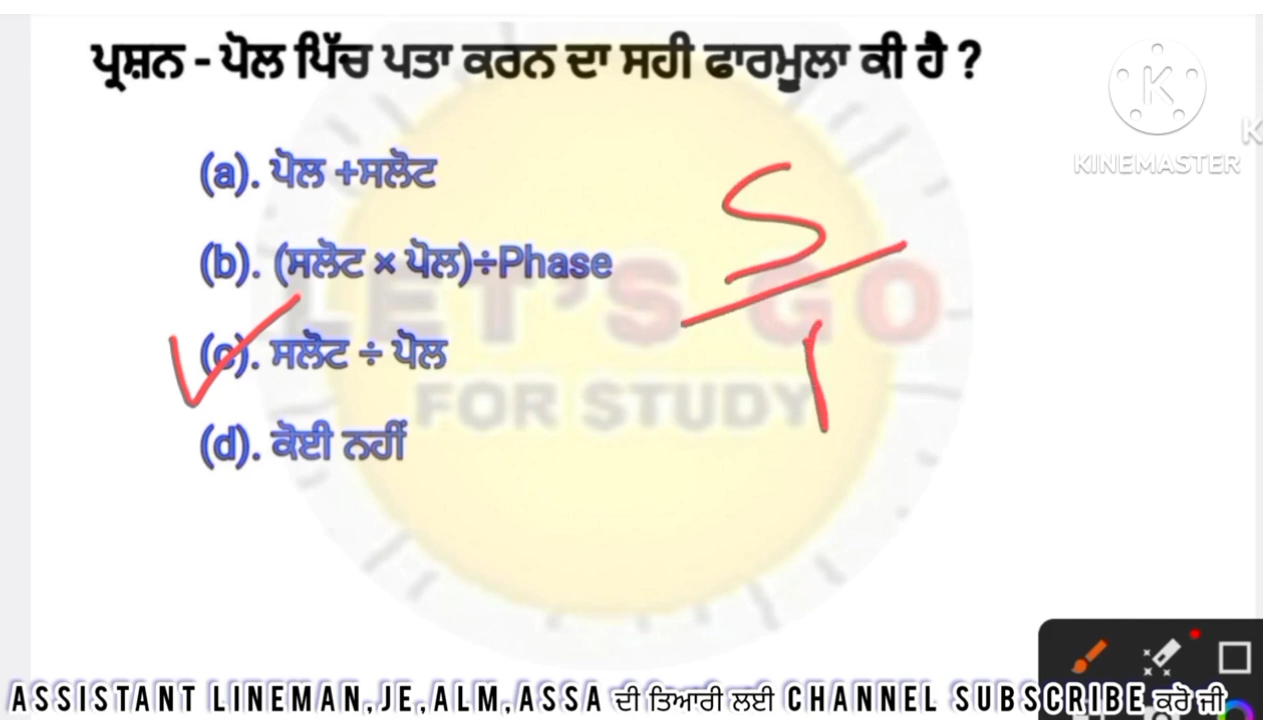 ਪ੍ਰਸ਼ਨ - ਪੋਲ ਪਿੱਚ ਪਤਾ ਕਰਨ ਦਾ ਸਹੀ ਫਾਰਮੂਲਾ ਕੀ ਹੈ ?
K
KINEMASTER
K
(a). ਪੋਲ +ਸਲੋਟ
(b). (ਸਲੋਟ × ਪੋਲ)÷Phase
(c). ਸਲੋਟ ÷ ਪੋਲ
(d). ਕੋਈ ਨਹੀਂ
S
LET'S GO
FOR STUDY
ASSISTANT LINEMAN,JE,ALM,ASSA ਦੀ ਤਿਆਰੀ ਲਈ CHANNEL SUBSCRIBE ਕਰੋ ਜੀ